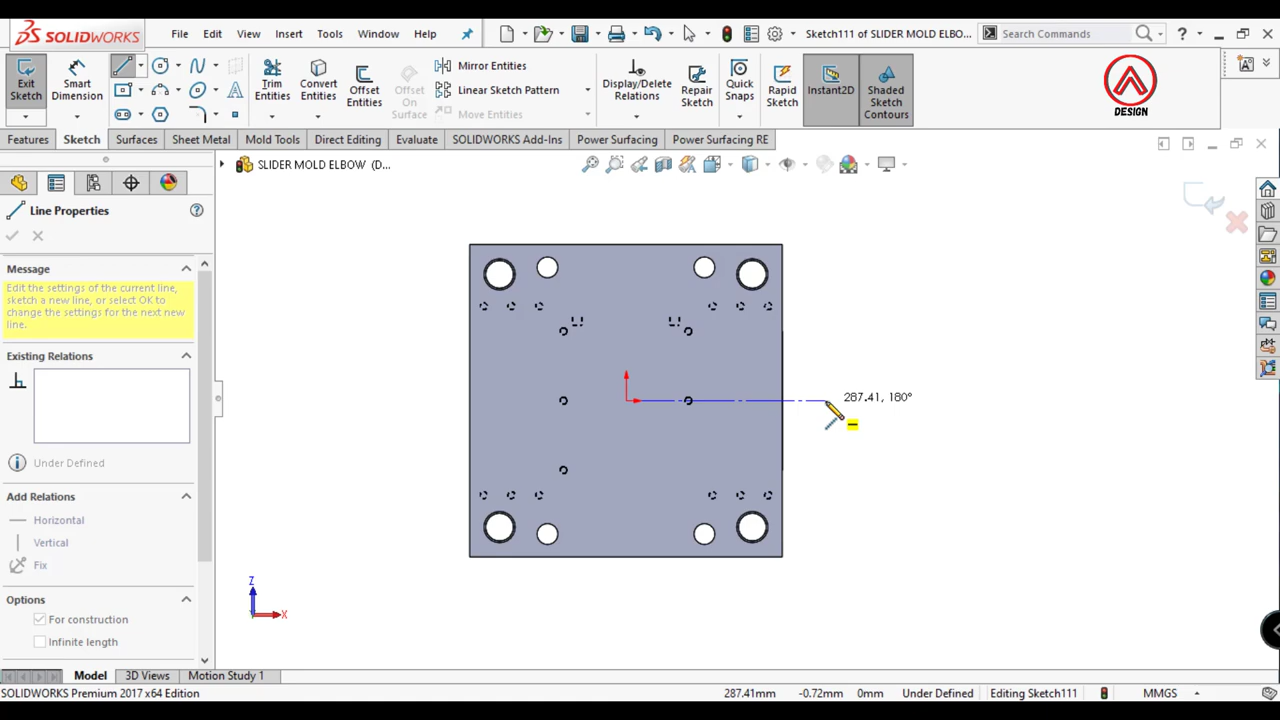 SOLIDWORKS
File Edit View Insert Tools Window Help
Sketch111 of SLIDER MOLD ELBO...
Search Commands
Exit Sketch
Smart Dimension
Trim Entities
Convert Entities
Offset Entities
Offset On Surface
Mirror Entities
Linear Sketch Pattern
Move Entities
Display/Delete Relations
Repair Sketch
Quick Snaps
Rapid Sketch
Instant2D
Shaded Sketch Contours
DESIGN
Features Sketch Surfaces Sheet Metal Mold Tools Direct Editing Evaluate SOLIDWORKS Add-Ins Power Surfacing Power Surfacing RE
SLIDER MOLD ELBOW (D...
Line Properties
Message
Edit the settings of the current line,
sketch a new line, or select OK to
change the settings for the next new
line.
Existing Relations
Under Defined
Add Relations
Horizontal
Vertical
Fix
Options
For construction
Infinite length
287.41, 180°
Z
X
Model 3D Views Motion Study 1
SOLIDWORKS Premium 2017 x64 Edition
287.41mm -0.72mm 0mm Under Defined Editing Sketch111 MMGS